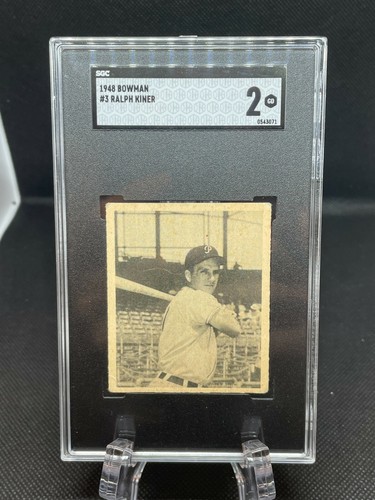 SGC
1948 BOWMAN
#3 RALPH KINER
2 GD
0543071
P